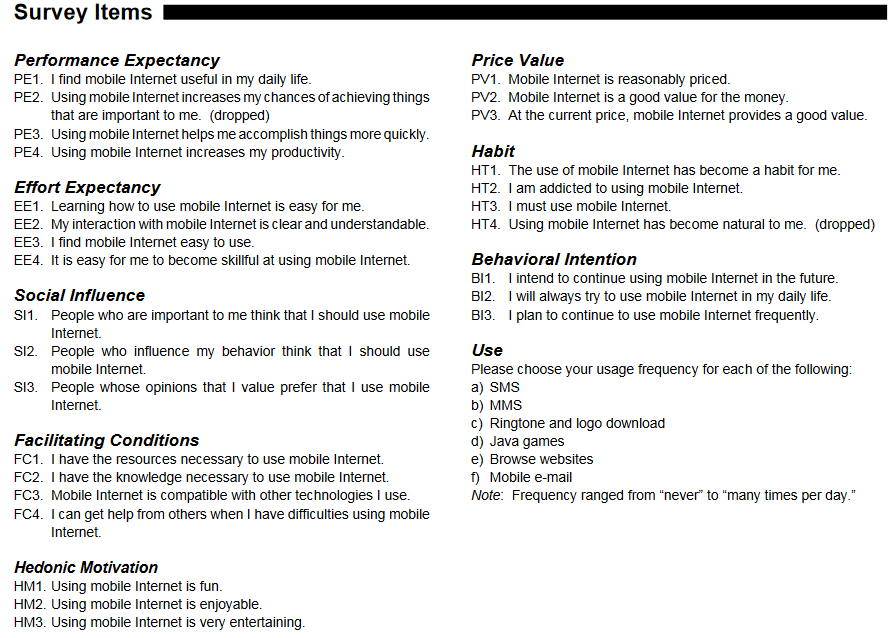 Survey Items
Performance Expectancy
PE1. I find mobile Internet useful in my daily life.
PE2. Using mobile Internet increases my chances of achieving things
that are important to me. (dropped)
PE3. Using mobile Internet helps me accomplish things more quickly.
PE4. Using mobile Internet increases my productivity.
Effort Expectancy
EE1. Learning how to use mobile Internet is easy for me.
EE2. My interaction with mobile Internet is clear and understandable.
EE3. I find mobile Internet easy to use.
EE4. It is easy for me to become skillful at using mobile Internet.
Social Influence
SI1. People who are important to me think that I should use mobile
Internet.
SI2. People who influence my behavior think that I should use
mobile Internet.
SI3. People whose opinions that I value prefer that I use mobile
Internet.
Facilitating Conditions
FC1. I have the resources necessary to use mobile Internet.
FC2. I have the knowledge necessary to use mobile Internet.
FC3. Mobile Internet is compatible with other technologies I use.
FC4. I can get help from others when I have difficulties using mobile
Internet.
Hedonic Motivation
HM1. Using mobile Internet is fun.
HM2. Using mobile Internet is enjoyable.
HM3. Using mobile Internet is very entertaining.
Price Value
PV1. Mobile Internet is reasonably priced.
PV2. Mobile Internet is a good value for the money.
PV3. At the current price, mobile Internet provides a good value.
Habit
HT1. The use of mobile Internet has become a habit for me.
HT2. I am addicted to using mobile Internet.
HT3. I must use mobile Internet.
HT4. Using mobile Internet has become natural to me. (dropped)
Behavioral Intention
BI1. I intend to continue using mobile Internet in the future.
BI2. I will always try to use mobile Internet in my daily life.
BI3. I plan to continue to use mobile Internet frequently.
Use
Please choose your usage frequency for each of the following:
a) SMS
b) MMS
c) Ringtone and logo download
d) Java games
e) Browse websites
f) Mobile e-mail
Note: Frequency ranged from “never” to “many times per day.”